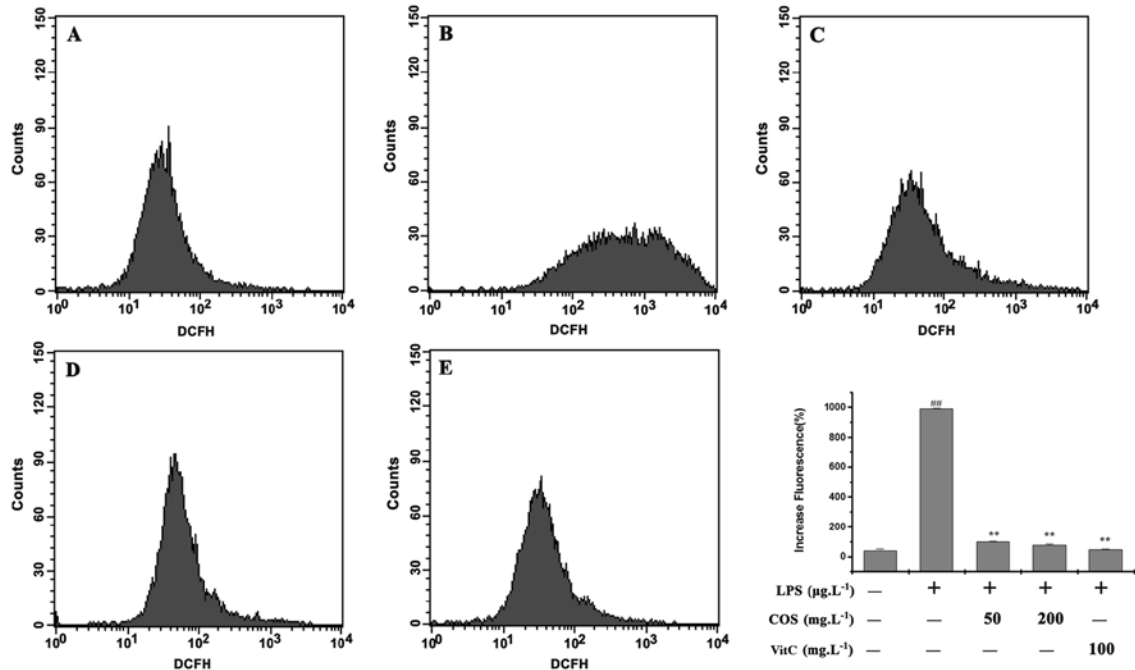 A
150
120
90
60
30
0
Counts
10⁰ 10¹ 10² 10³ 10⁴
DCFH
B
150
120
90
60
30
0
Counts
10⁰ 10¹ 10² 10³ 10⁴
DCFH
C
150
120
90
60
30
0
Counts
10⁰ 10¹ 10² 10³ 10⁴
DCFH
D
150
120
90
60
30
0
Counts
10⁰ 10¹ 10² 10³ 10⁴
DCFH
E
150
120
90
60
30
0
Counts
10⁰ 10¹ 10² 10³ 10⁴
DCFH
Increase Fluorescence(%)
1000
800
600
400
200
0
##
** ** **
LPS (µg.L⁻¹) — + + + +
COS (mg.L⁻¹) — — 50 200 —
VitC (mg.L⁻¹) — — — — 100